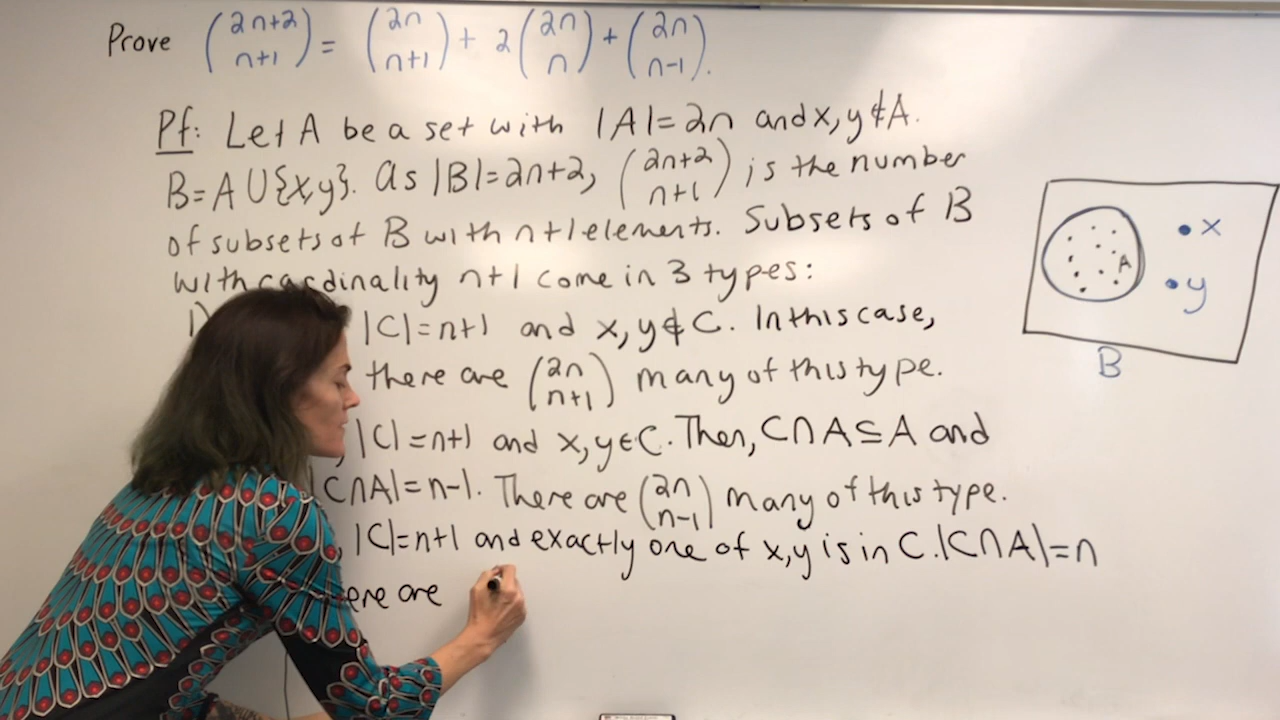 Prove (2n+2 n+1) = (2n n+1) + 2(2n n) + (2n n-1).
Pf: Let A be a set with |A|=2n and x,y∉A.
B=A∪{x,y}. As |B|=2n+2, (2n+2 n+1) is the number
of subsets of B with n+1 elements. Subsets of B
with cardinality n+1 come in 3 types:
1) |C|=n+1 and x,y∉C. In this case,
there are (2n n+1) many of this type.
, |C|=n+1 and x,y∈C. Then, C∩A⊆A and
|C∩A|=n-1. There are (2n n-1) many of this type.
, |C|=n+1 and exactly one of x,y is in C. |C∩A|=n
ere are
A
x
y
B